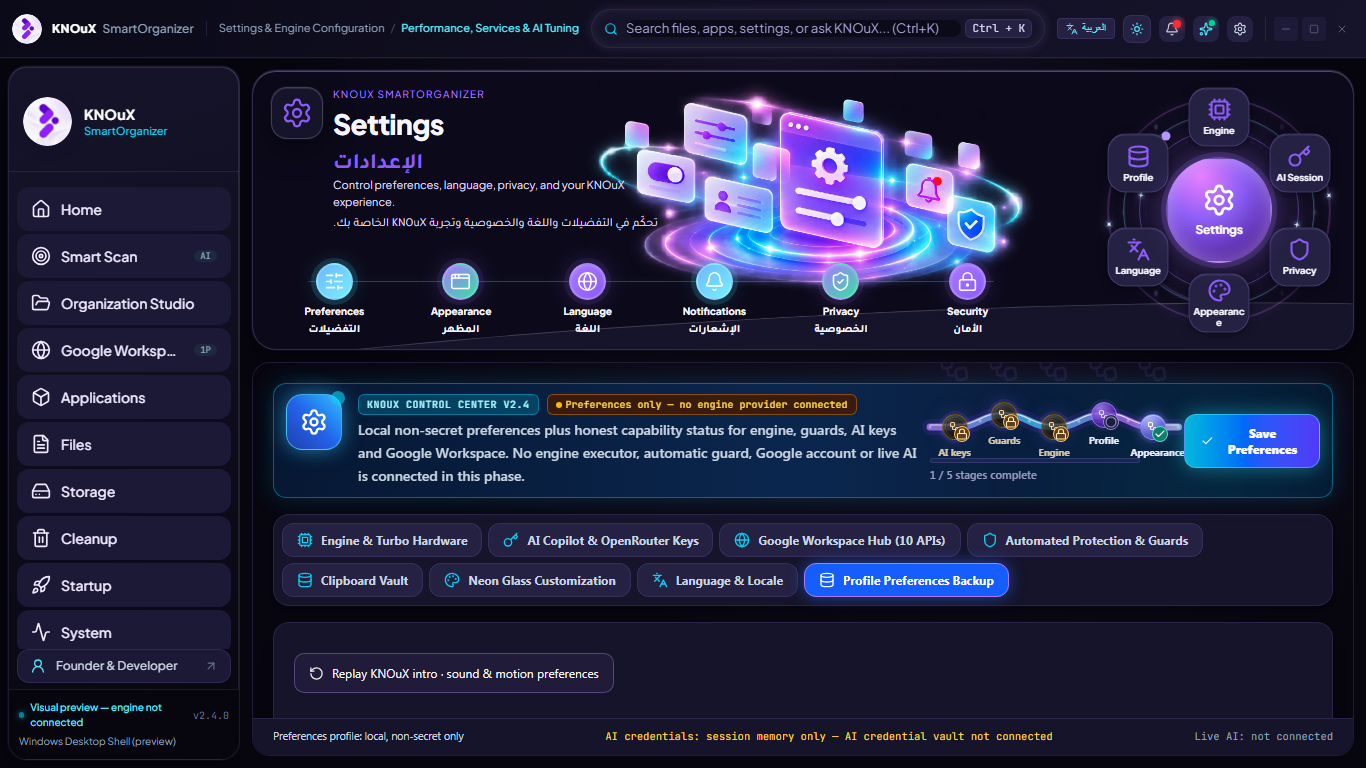 KNOuX SmartOrganizer
Settings & Engine Configuration / Performance, Services & AI Tuning
Search files, apps, settings, or ask KNOuX... (Ctrl+K)
Ctrl + K
العربية
KNOuX
SmartOrganizer
Home
Smart Scan AI
Organization Studio
Google Worksp... 1P
Applications
Files
Storage
Cleanup
Startup
System
Founder & Developer
Visual preview — engine not
connected
v2.4.0
Windows Desktop Shell (preview)
KNOUX SMARTORGANIZER
Settings
الإعدادات
Control preferences, language, privacy, and your KNOuX
experience.
تحكّم في التفضيلات واللغة والخصوصية وتجربة KNOuX الخاصة بك.
Preferences
التفضيلات
Appearance
المظهر
Language
اللغة
Notifications
الإشعارات
Privacy
الخصوصية
Security
الأمان
Engine
Profile
AI Session
Settings
Language
Privacy
Appearanc
e
KNOUX CONTROL CENTER V2.4
Preferences only — no engine provider connected
Local non-secret preferences plus honest capability status for engine, guards, AI keys
and Google Workspace. No engine executor, automatic guard, Google account or live AI
is connected in this phase.
AI keys
Guards
Engine
Profile
Appearance
1 / 5 stages complete
Save
Preferences
Engine & Turbo Hardware
AI Copilot & OpenRouter Keys
Google Workspace Hub (10 APIs)
Automated Protection & Guards
Clipboard Vault
Neon Glass Customization
Language & Locale
Profile Preferences Backup
Replay KNOuX intro · sound & motion preferences
Preferences profile: local, non-secret only
AI credentials: session memory only — AI credential vault not connected
Live AI: not connected